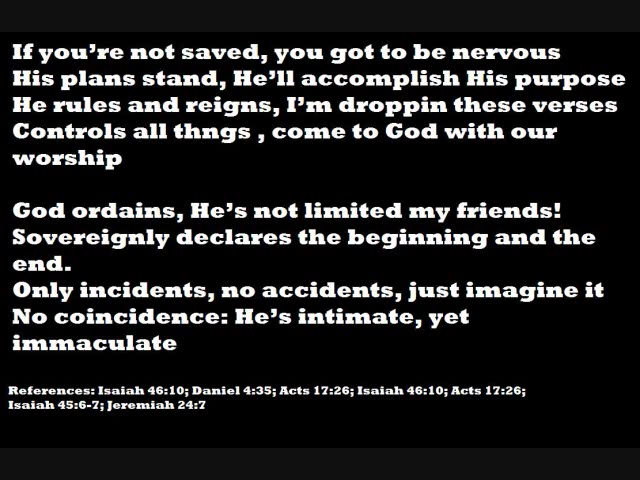 If you're not saved, you got to be nervous
His plans stand, He'll accomplish His purpose
He rules and reigns, I'm droppin these verses
Controls all thngs , come to God with our
worship
God ordains, He's not limited my friends!
Sovereignly declares the beginning and the
end.
Only incidents, no accidents, just imagine it
No coincidence: He's intimate, yet
immaculate
References: Isaiah 46:10; Daniel 4:35; Acts 17:26; Isaiah 46:10; Acts 17:26;
Isaiah 45:6-7; Jeremiah 24:7